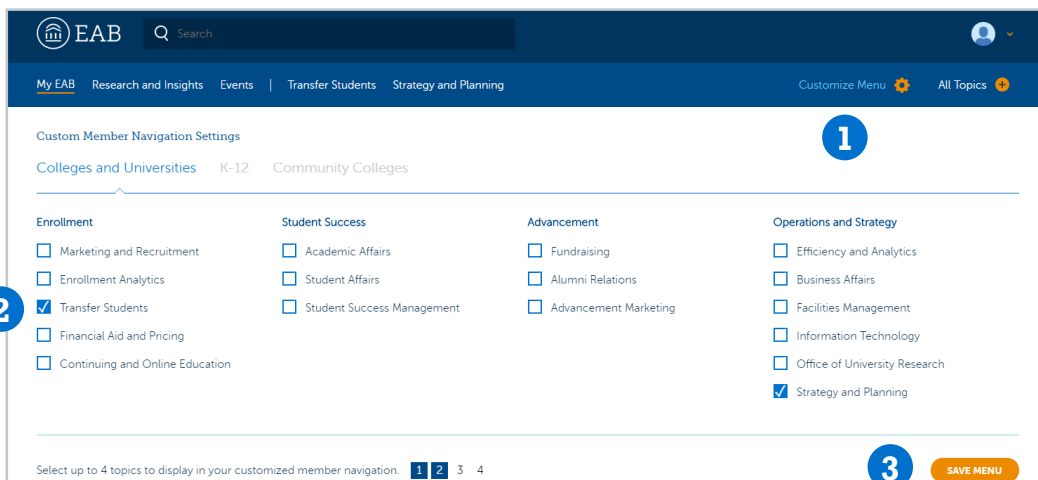 EAB
Search
My EAB Research and Insights Events | Transfer Students Strategy and Planning Customize Menu All Topics +
1
Custom Member Navigation Settings
Colleges and Universities K-12 Community Colleges
Enrollment Student Success Advancement Operations and Strategy
Marketing and Recruitment Academic Affairs Fundraising Efficiency and Analytics
Enrollment Analytics Student Affairs Alumni Relations Business Affairs
2 Transfer Students Student Success Management Advancement Marketing Facilities Management
Financial Aid and Pricing Information Technology
Continuing and Online Education Office of University Research
Strategy and Planning
Select up to 4 topics to display in your customized member navigation. 1 2 3 4 3 SAVE MENU